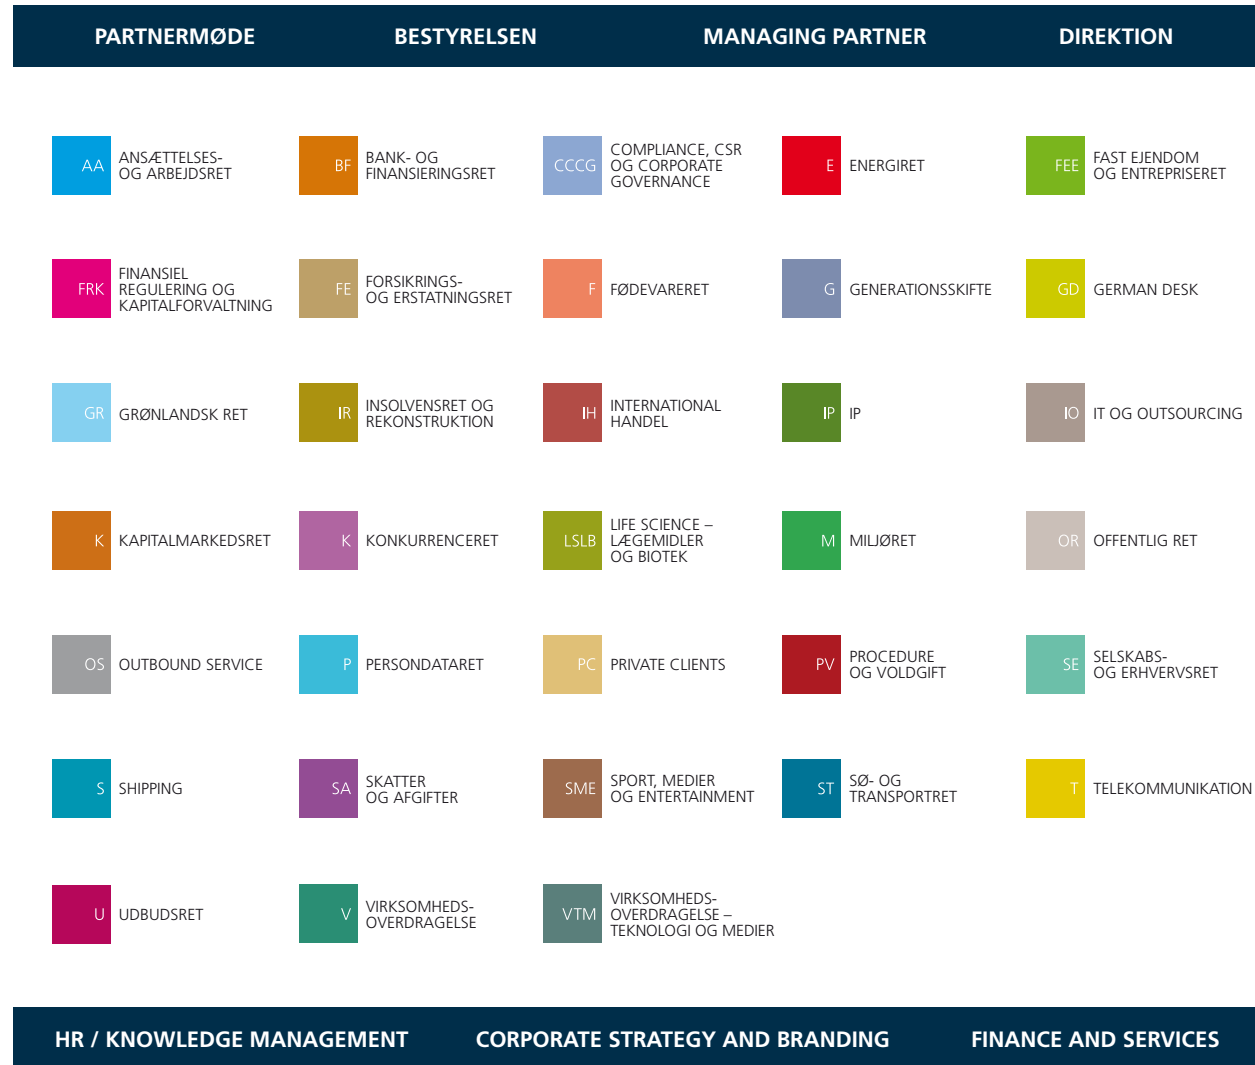 PARTNERMØDE BESTYRELSEN MANAGING PARTNER DIREKTION
AA
ANSÆTTELSES-
OG ARBEJDSRET
BF
BANK- OG
FINANSIERINGSRET
CCCG
COMPLIANCE, CSR
OG CORPORATE
GOVERNANCE
E
ENERGIRET
FEE
FAST EJENDOM
OG ENTREPRISERET
FRK
FINANSIEL
REGULERING OG
KAPITALFORVALTNING
FE
FORSIKRINGS-
OG ERSTATNINGSRET
F
FØDEVARERET
G
GENERATIONSSKIFTE
GD
GERMAN DESK
GR
GRØNLANDSK RET
IR
INSOLVENSRET OG
REKONSTRUKTION
IH
INTERNATIONAL
HANDEL
IP
IP
IO
IT OG OUTSOURCING
K
KAPITALMARKEDSRET
K
KONKURRENCERET
LSLB
LIFE SCIENCE –
LÆGEMIDLER
OG BIOTEK
M
MILJØRET
OR
OFFENTLIG RET
OS
OUTBOUND SERVICE
P
PERSONDATARET
PC
PRIVATE CLIENTS
PV
PROCEDURE
OG VOLDGIFT
SE
SELSKABS-
OG ERHVERVSRET
S
SHIPPING
SA
SKATTER
OG AFGIFTER
SME
SPORT, MEDIER
OG ENTERTAINMENT
ST
SØ- OG
TRANSPORTRET
T
TELEKOMMUNIKATION
U
UDBUDSRET
V
VIRKSOMHEDS-
OVERDRAGELSE
VTM
VIRKSOMHEDS-
OVERDRAGELSE –
TEKNOLOGI OG MEDIER
HR / KNOWLEDGE MANAGEMENT CORPORATE STRATEGY AND BRANDING FINANCE AND SERVICES